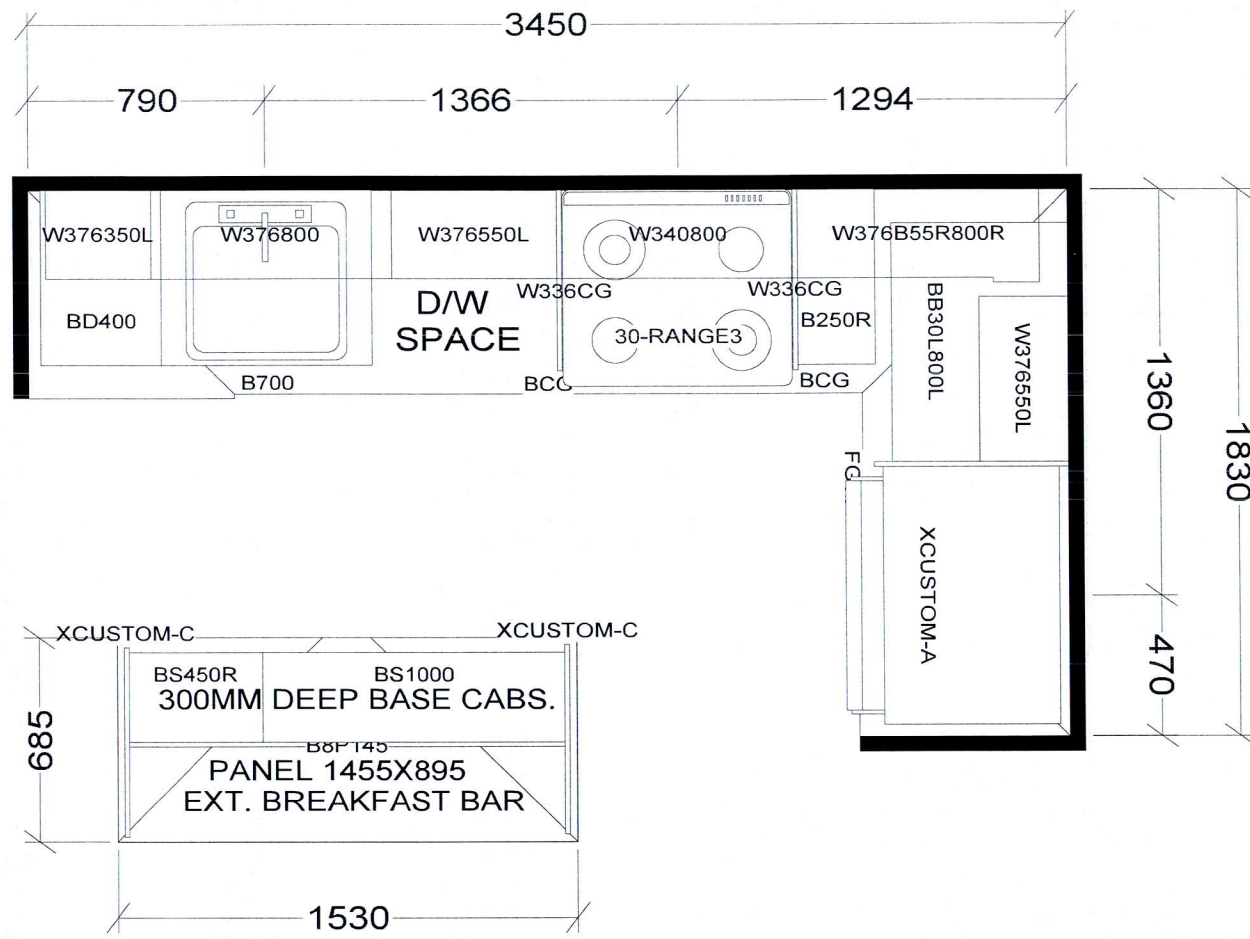 3450
790
1366
1294
W376350L
W376800
W376550L
W340800
W376B55R800R
W336CG
W336CG
BD400
D/W
SPACE
30-RANGE3
B250R
BB30L800L
W376550L
B700
BCG
BCG
FG
1360
1830
XCUSTOM-A
470
XCUSTOM-C
XCUSTOM-C
BS450R
BS1000
300MM DEEP BASE CABS.
685
PANEL 1455X895
EXT. BREAKFAST BAR
1530